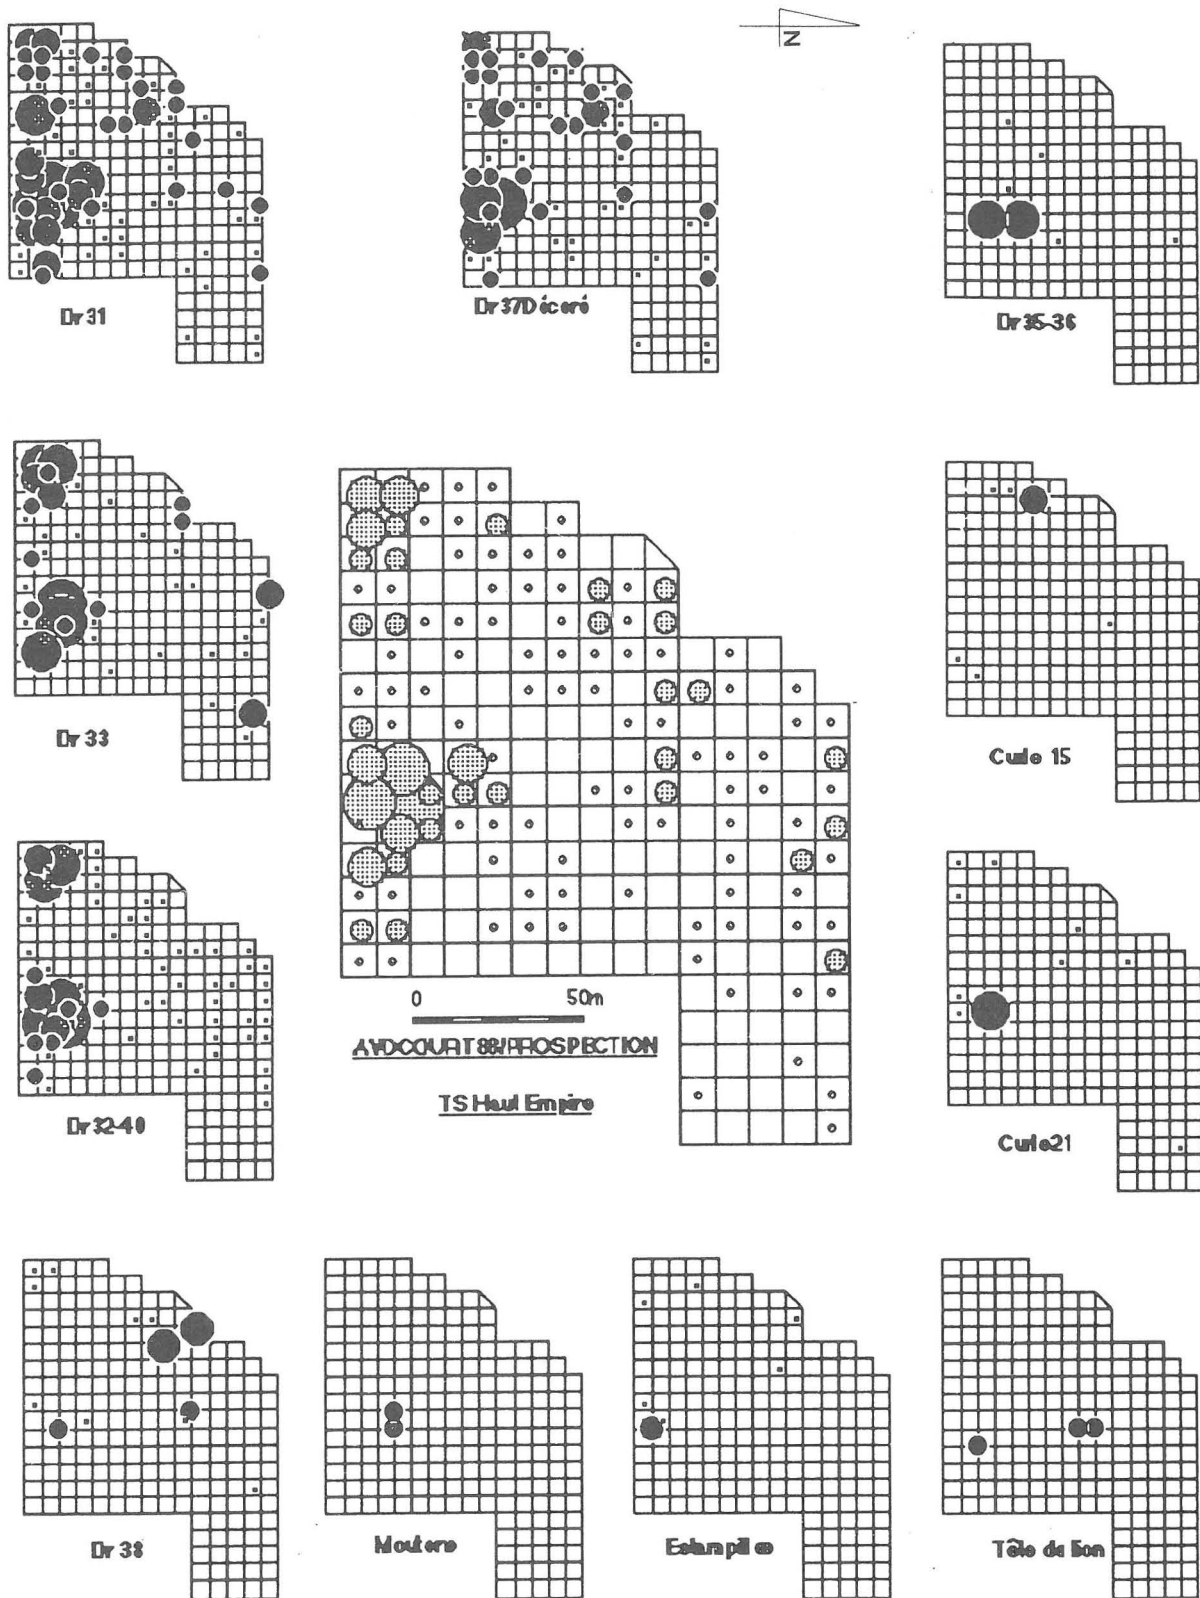 N
Dr 31
Dr 37Décoré
Dr 35-36
Dr 33
Curle 15
0 50m
AVOCOURT 88/PROSPECTION
TS Haut Empire
Dr 32-40
Curle21
Dr 38
Moutons
Estampilles
Tête de lion